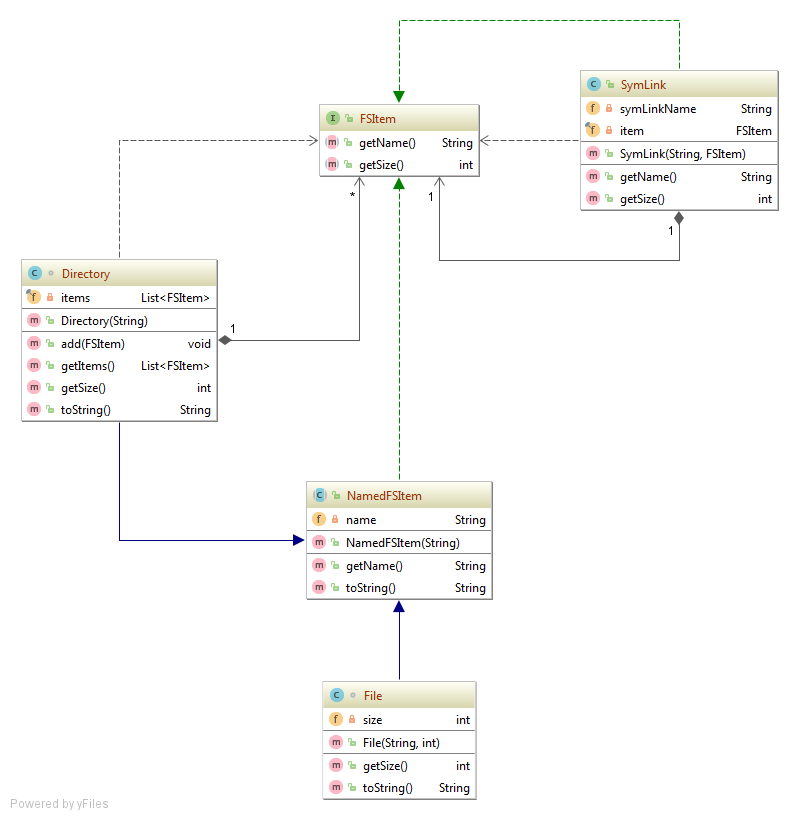 SymLink
symLinkName String
item FSItem
SymLink(String, FSItem)
getName() String
getSize() int
1
FSItem
getName() String
getSize() int
*
1
Directory
items List<FSItem>
Directory(String)
add(FSItem) void
getItems() List<FSItem>
getSize() int
toString() String
1
NamedFSItem
name String
NamedFSItem(String)
getName() String
toString() String
File
size int
File(String, int)
getSize() int
toString() String
Powered by yFiles